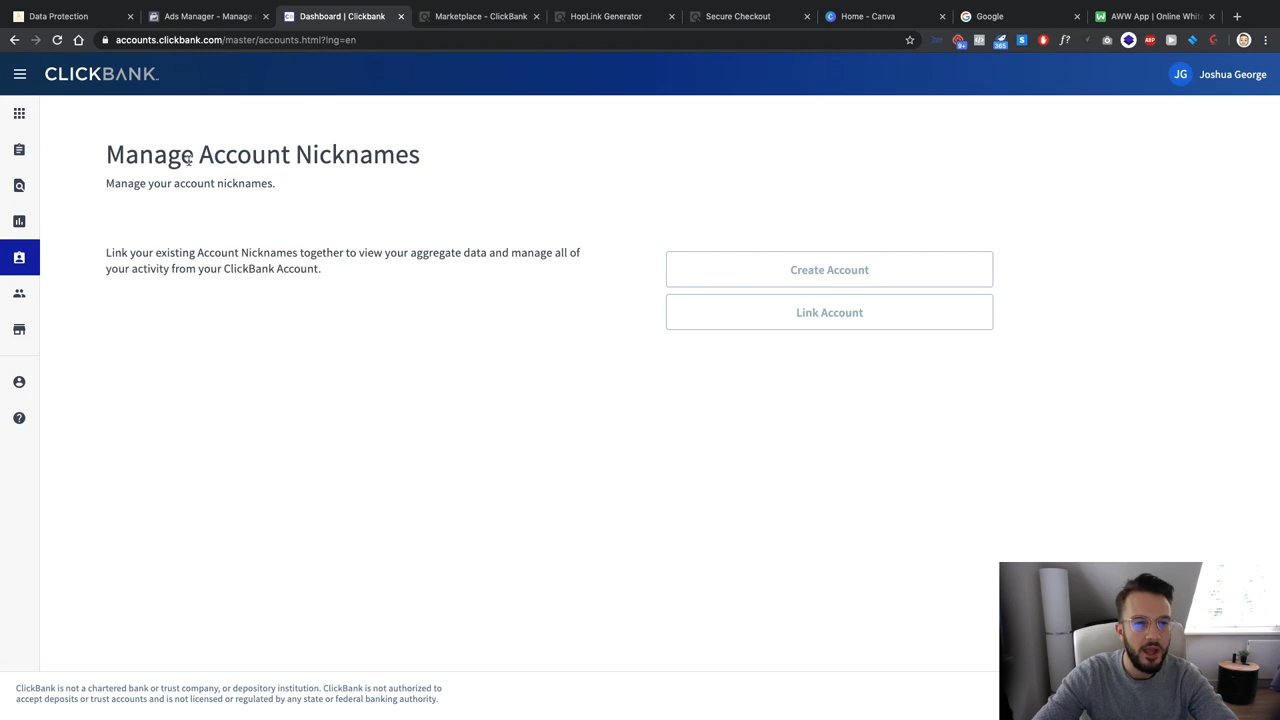 Data Protection
Ads Manager - Manage
Dashboard | Clickbank
Marketplace - ClickBank
HopLink Generator
Secure Checkout
Home - Canva
Google
AWW App | Online Whit
accounts.clickbank.com/master/accounts.html?lng=en
9+
365
ABP
f?
CLICKBANK
JG
Joshua George
Manage Account Nicknames
Manage your account nicknames.
Link your existing Account Nicknames together to view your aggregate data and manage all of
your activity from your ClickBank Account.
Create Account
Link Account
ClickBank is not a chartered bank or trust company, or depository institution. ClickBank is not authorized to
accept deposits or trust accounts and is not licensed or regulated by any state or federal banking authority.